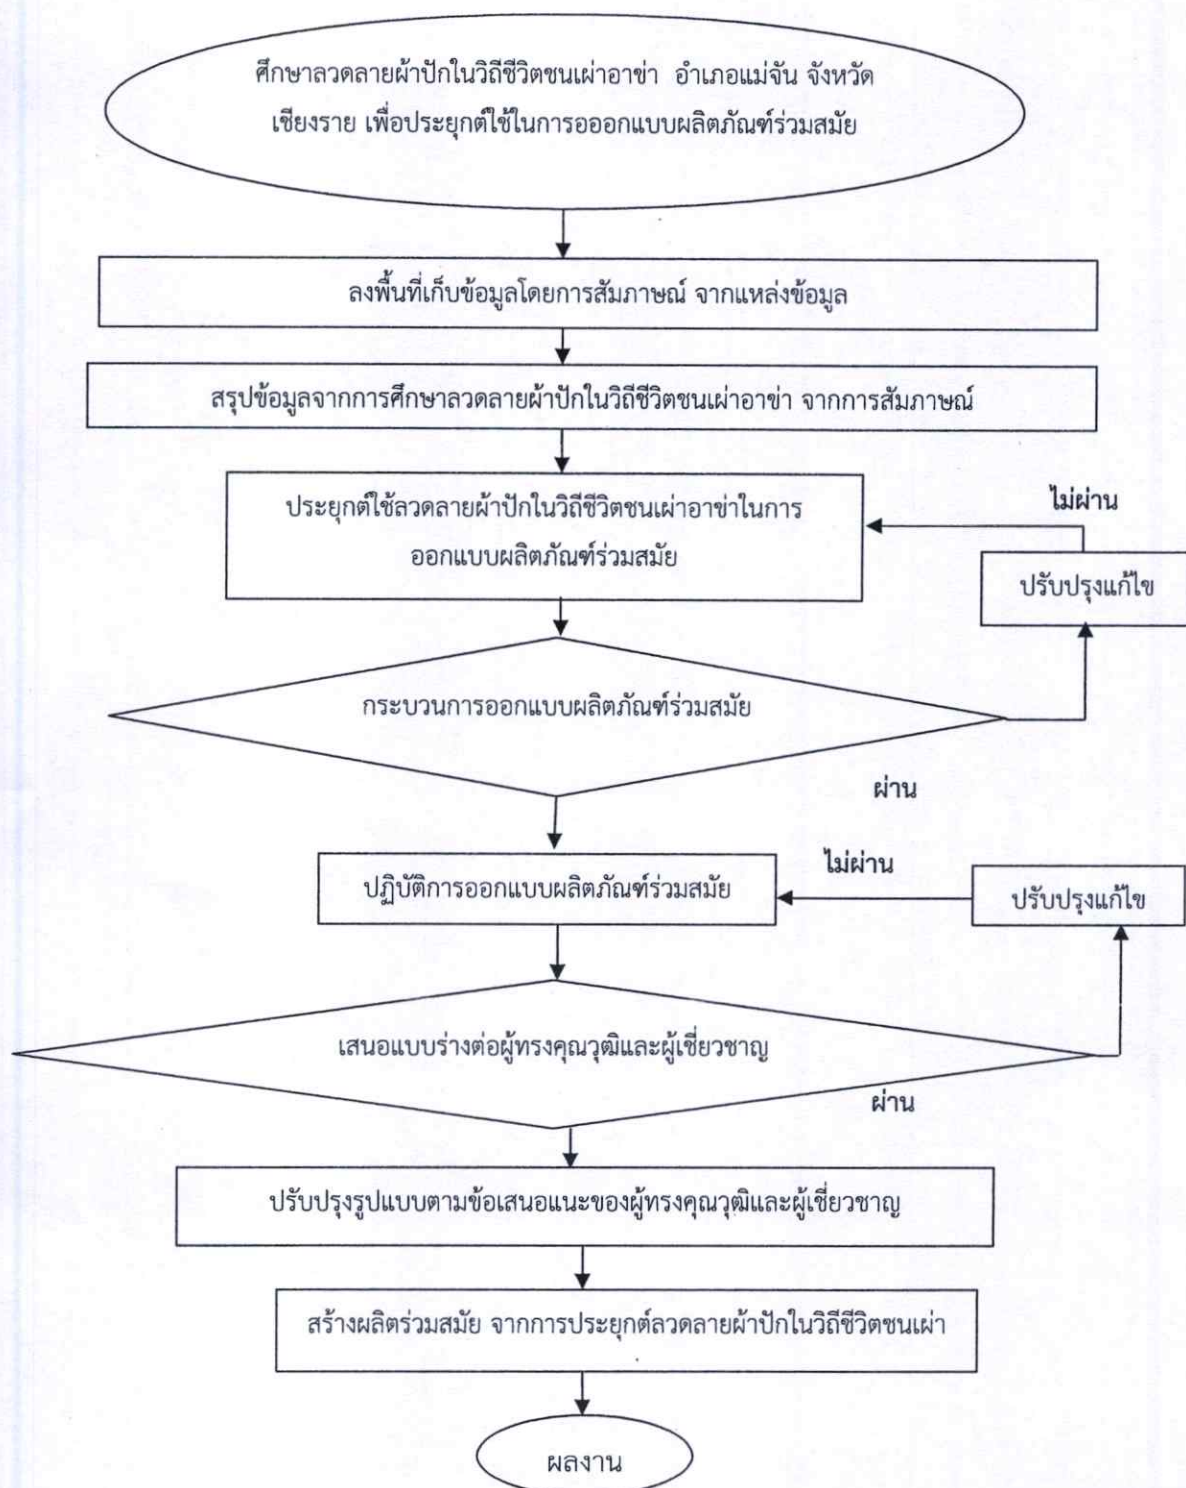 ศึกษาลวดลายผ้าปักในวิถีชีวิตชนเผ่าอาข่า อำเภอแม่จัน จังหวัด
เชียงราย เพื่อประยุกต์ใช้ในการอออกแบบผลิตภัณฑ์ร่วมสมัย
ลงพื้นที่เก็บข้อมูลโดยการสัมภาษณ์ จากแหล่งข้อมูล
สรุปข้อมูลจากการศึกษาลวดลายผ้าปักในวิถีชีวิตชนเผ่าอาข่า จากการสัมภาษณ์
ประยุกต์ใช้ลวดลายผ้าปักในวิถีชีวิตชนเผ่าอาข่าในการ
ออกแบบผลิตภัณฑ์ร่วมสมัย
ไม่ผ่าน
ปรับปรุงแก้ไข
กระบวนการออกแบบผลิตภัณฑ์ร่วมสมัย
ผ่าน
ปฏิบัติการออกแบบผลิตภัณฑ์ร่วมสมัย
ไม่ผ่าน
ปรับปรุงแก้ไข
เสนอแบบร่างต่อผู้ทรงคุณวุฒิและผู้เชี่ยวชาญ
ผ่าน
ปรับปรุงรูปแบบตามข้อเสนอแนะของผู้ทรงคุณวุฒิและผู้เชี่ยวชาญ
สร้างผลิตร่วมสมัย จากการประยุกต์ลวดลายผ้าปักในวิถีชีวิตชนเผ่า
ผลงาน